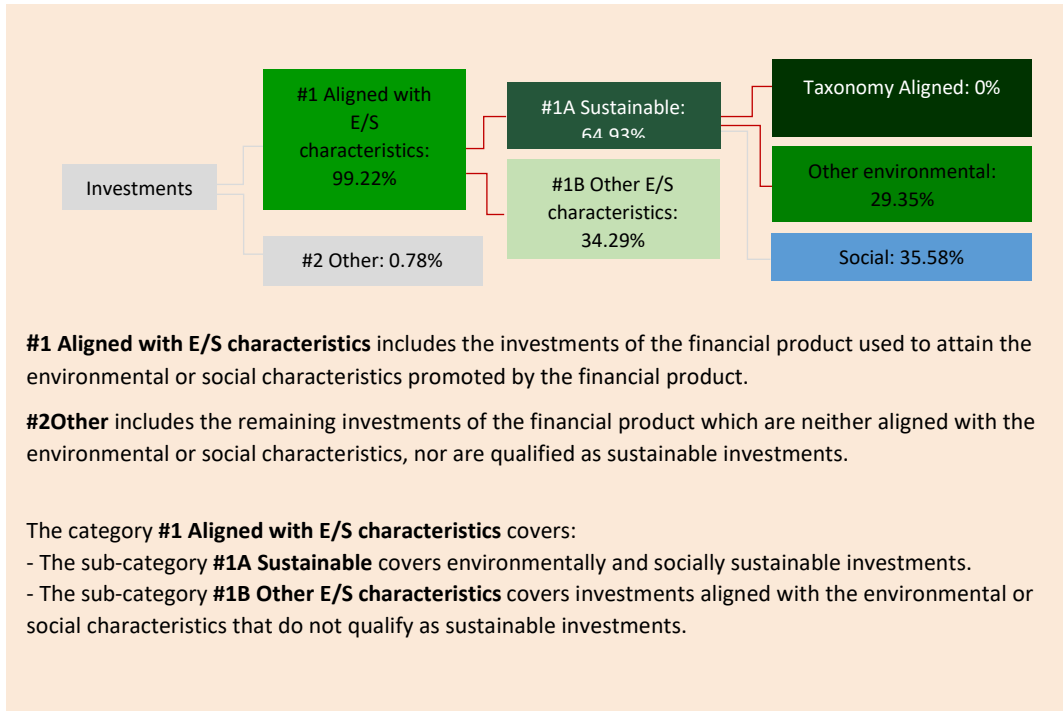 Investments
#1 Aligned with
E/S
characteristics:
99.22%
#2 Other: 0.78%
#1A Sustainable:
64.93%
#1B Other E/S
characteristics:
34.29%
Taxonomy Aligned: 0%
Other environmental:
29.35%
Social: 35.58%
#1 Aligned with E/S characteristics includes the investments of the financial product used to attain the
environmental or social characteristics promoted by the financial product.
#2Other includes the remaining investments of the financial product which are neither aligned with the
environmental or social characteristics, nor are qualified as sustainable investments.
The category #1 Aligned with E/S characteristics covers:
- The sub-category #1A Sustainable covers environmentally and socially sustainable investments.
- The sub-category #1B Other E/S characteristics covers investments aligned with the environmental or
social characteristics that do not qualify as sustainable investments.